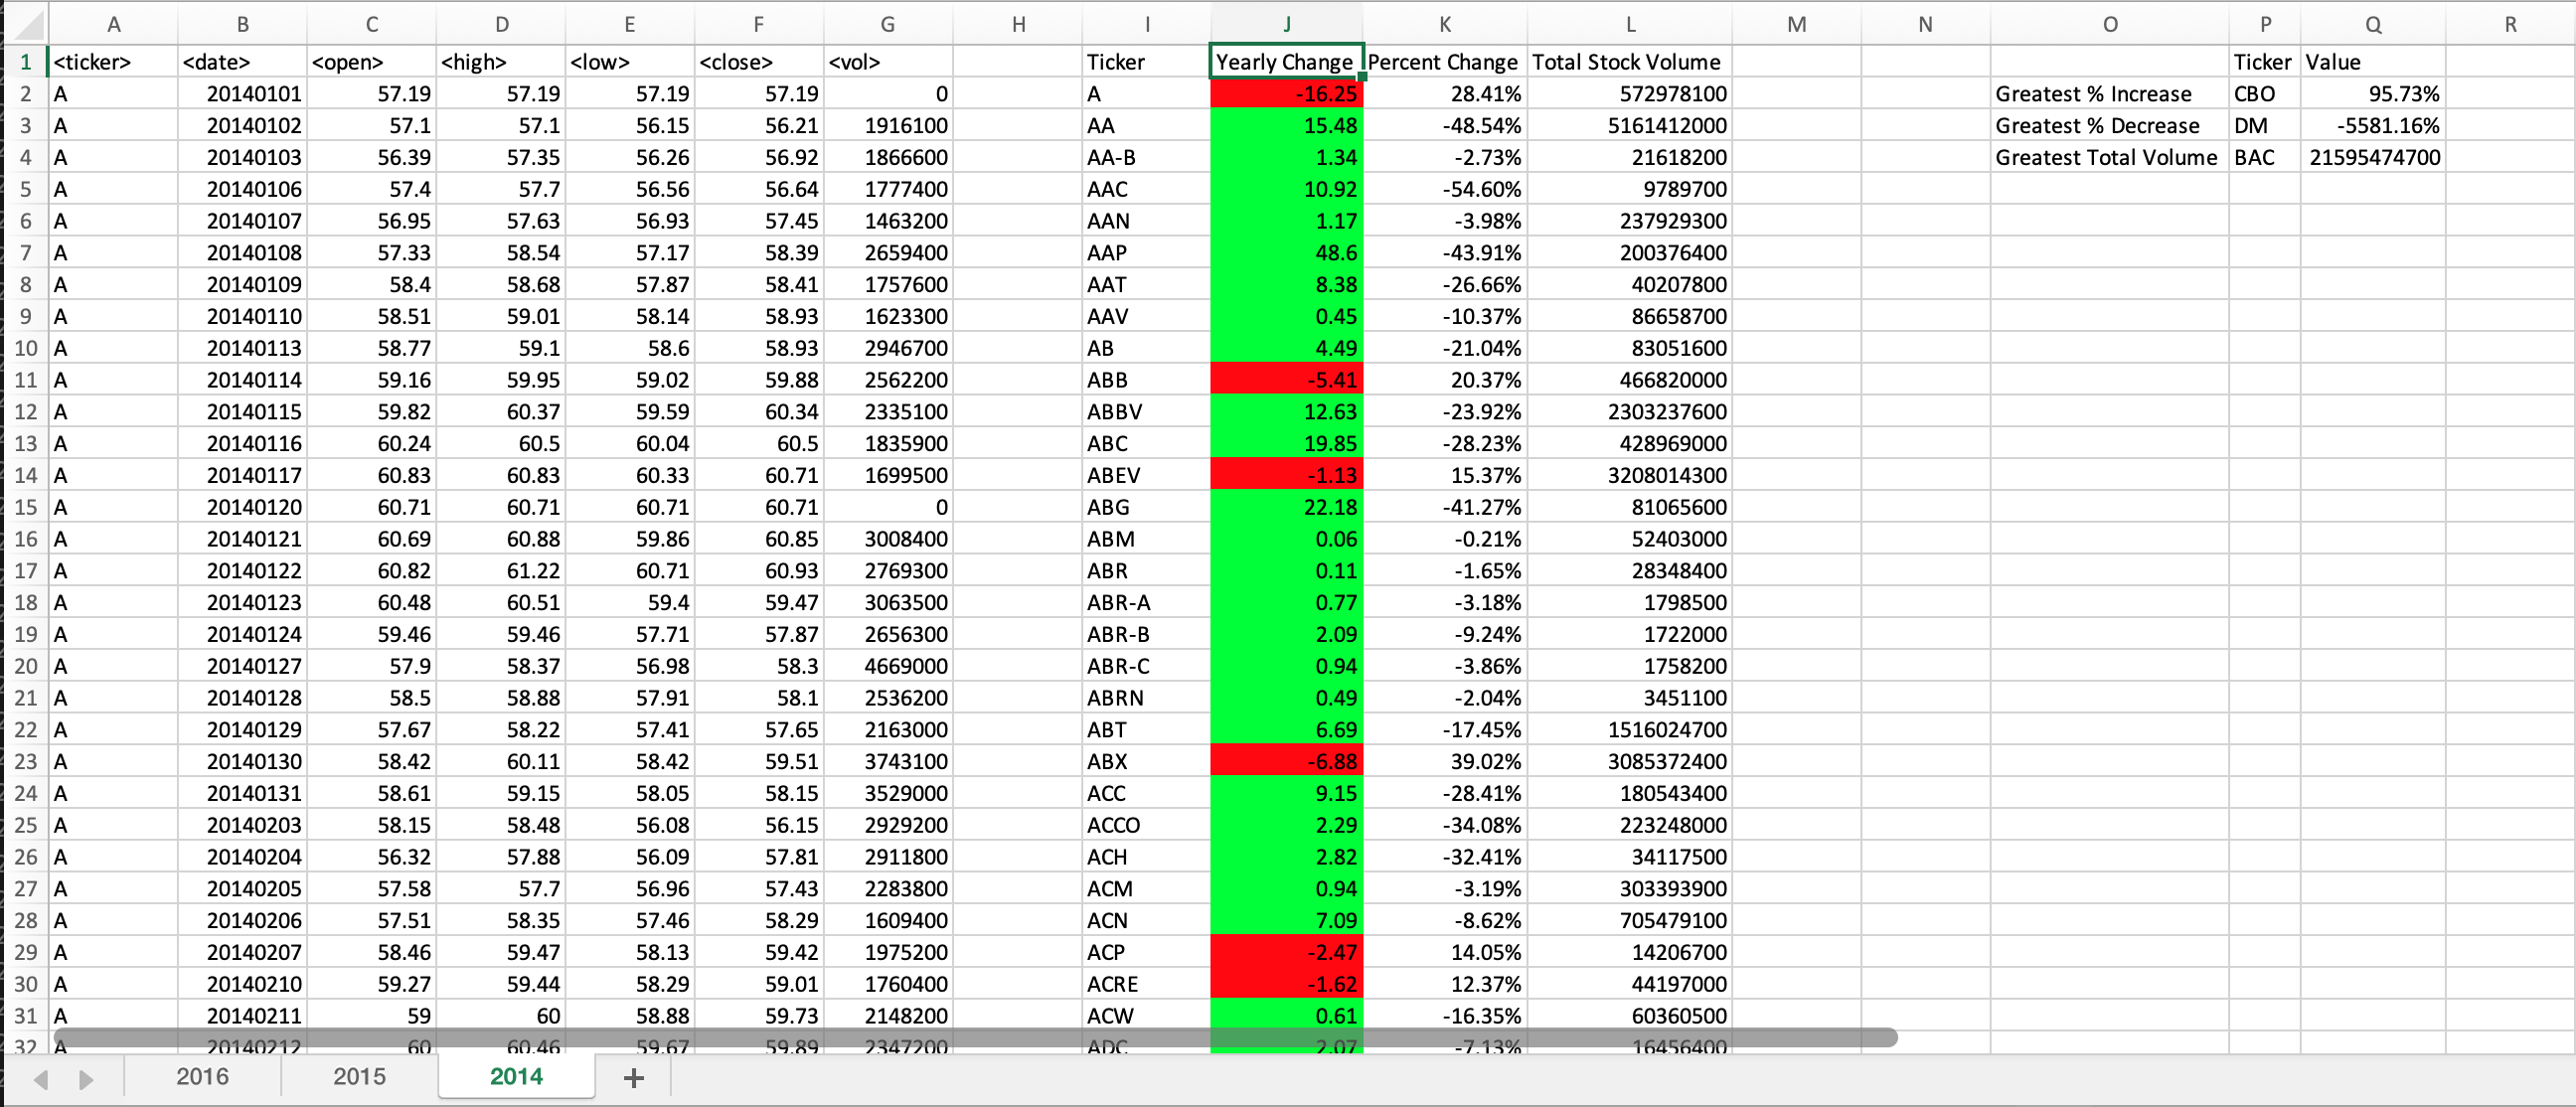 A B C D E F G H I J K L M N O P Q R
1 <ticker> <date> <open> <high> <low> <close> <vol> Ticker Yearly Change Percent Change Total Stock Volume Ticker Value
2 A 20140101 57.19 57.19 57.19 57.19 0 A -16.25 28.41% 572978100 Greatest % Increase CBO 95.73%
3 A 20140102 57.1 57.1 56.15 56.21 1916100 AA 15.48 -48.54% 5161412000 Greatest % Decrease DM -5581.16%
4 A 20140103 56.39 57.35 56.26 56.92 1866600 AA-B 1.34 -2.73% 21618200 Greatest Total Volume BAC 21595474700
5 A 20140106 57.4 57.7 56.56 56.64 1777400 AAC 10.92 -54.60% 9789700
6 A 20140107 56.95 57.63 56.93 57.45 1463200 AAN 1.17 -3.98% 237929300
7 A 20140108 57.33 58.54 57.17 58.39 2659400 AAP 48.6 -43.91% 200376400
8 A 20140109 58.4 58.68 57.87 58.41 1757600 AAT 8.38 -26.66% 40207800
9 A 20140110 58.51 59.01 58.14 58.93 1623300 AAV 0.45 -10.37% 86658700
10 A 20140113 58.77 59.1 58.6 58.93 2946700 AB 4.49 -21.04% 83051600
11 A 20140114 59.16 59.95 59.02 59.88 2562200 ABB -5.41 20.37% 466820000
12 A 20140115 59.82 60.37 59.59 60.34 2335100 ABBV 12.63 -23.92% 2303237600
13 A 20140116 60.24 60.5 60.04 60.5 1835900 ABC 19.85 -28.23% 428969000
14 A 20140117 60.83 60.83 60.33 60.71 1699500 ABEV -1.13 15.37% 3208014300
15 A 20140120 60.71 60.71 60.71 60.71 0 ABG 22.18 -41.27% 81065600
16 A 20140121 60.69 60.88 59.86 60.85 3008400 ABM 0.06 -0.21% 52403000
17 A 20140122 60.82 61.22 60.71 60.93 2769300 ABR 0.11 -1.65% 28348400
18 A 20140123 60.48 60.51 59.4 59.47 3063500 ABR-A 0.77 -3.18% 1798500
19 A 20140124 59.46 59.46 57.71 57.87 2656300 ABR-B 2.09 -9.24% 1722000
20 A 20140127 57.9 58.37 56.98 58.3 4669000 ABR-C 0.94 -3.86% 1758200
21 A 20140128 58.5 58.88 57.91 58.1 2536200 ABRN 0.49 -2.04% 3451100
22 A 20140129 57.67 58.22 57.41 57.65 2163000 ABT 6.69 -17.45% 1516024700
23 A 20140130 58.42 60.11 58.42 59.51 3743100 ABX -6.88 39.02% 3085372400
24 A 20140131 58.61 59.15 58.05 58.15 3529000 ACC 9.15 -28.41% 180543400
25 A 20140203 58.15 58.48 56.08 56.15 2929200 ACCO 2.29 -34.08% 223248000
26 A 20140204 56.32 57.88 56.09 57.81 2911800 ACH 2.82 -32.41% 34117500
27 A 20140205 57.58 57.7 56.96 57.43 2283800 ACM 0.94 -3.19% 303393900
28 A 20140206 57.51 58.35 57.46 58.29 1609400 ACN 7.09 -8.62% 705479100
29 A 20140207 58.46 59.47 58.13 59.42 1975200 ACP -2.47 14.05% 14206700
30 A 20140210 59.27 59.44 58.29 59.01 1760400 ACRE -1.62 12.37% 44197000
31 A 20140211 59 60 58.88 59.73 2148200 ACW 0.61 -16.35% 60360500
32 A 20140212 60 60.46 59.67 59.89 2347200 ADC 2.07 -7.13% 16456400
2016 2015 2014 +